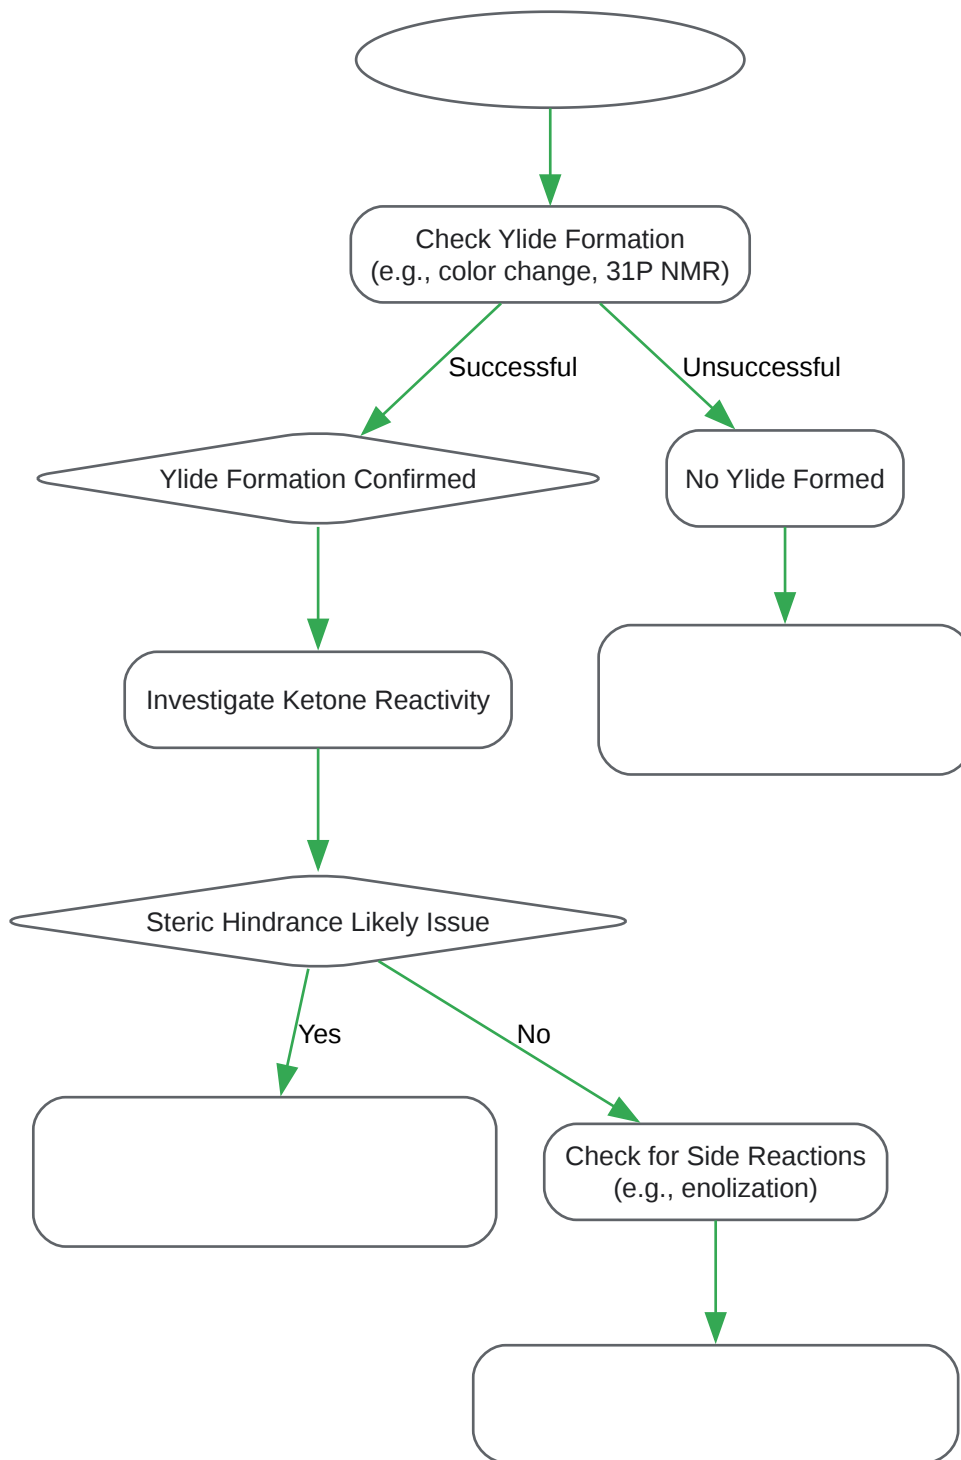 Check Ylide Formation
(e.g., color change, 31P NMR)
Successful
Unsuccessful
Ylide Formation Confirmed
No Ylide Formed
Investigate Ketone Reactivity
Steric Hindrance Likely Issue
Yes
No
Check for Side Reactions
(e.g., enolization)